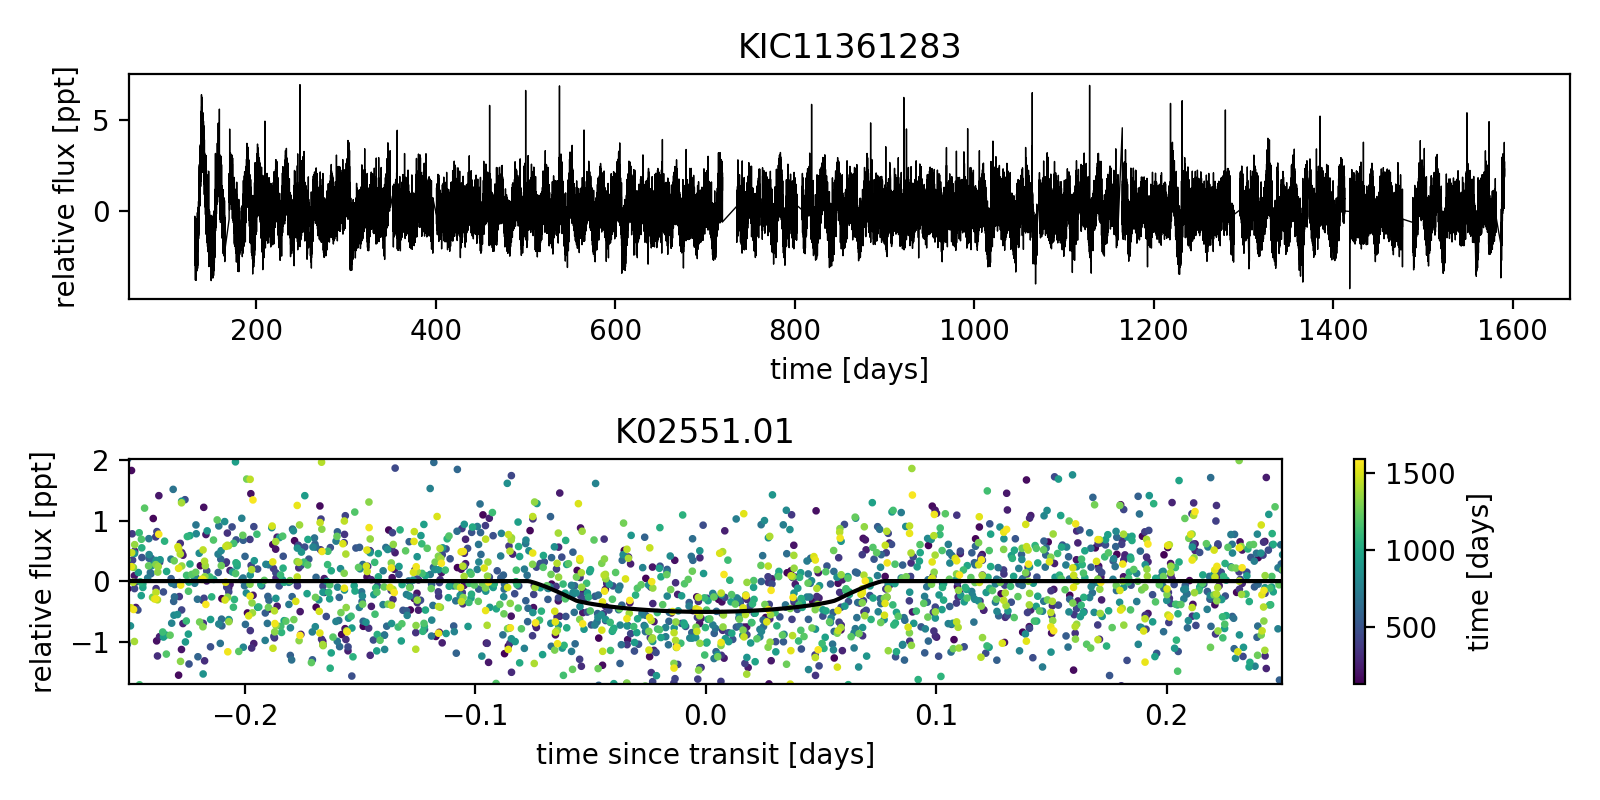 KIC11361283
relative flux [ppt]
5
0
200 400 600 800 1000 1200 1400 1600
time [days]
K02551.01
relative flux [ppt]
2
1
0
−1
−0.2 −0.1 0.0 0.1 0.2
time since transit [days]
1500
1000
500
time [days]